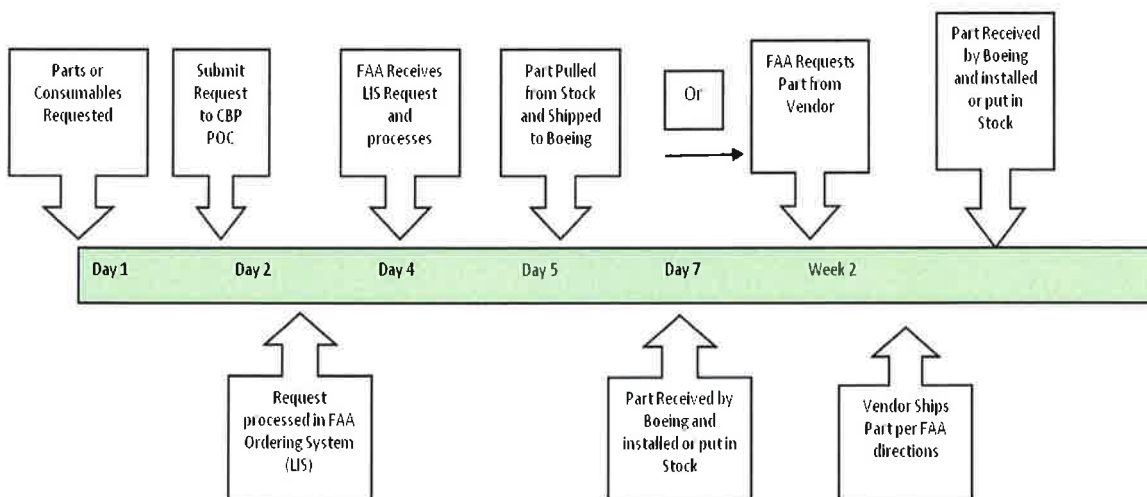 Parts or
Consumables
Requested
Submit
Request
to CBP
POC
FAA Receives
LIS Request
and
processes
Part Pulled
from Stock
and Shipped
to Boeing
Or
FAA Requests
Part from
Vendor
Part Received
by Boeing
and installed
or put in
Stock
Day 1
Day 2
Day 4
Day 5
Day 7
Week 2
Request
processed in FAA
Ordering System
(LIS)
Part Received by
Boeing and
installed or put in
Stock
Vendor Ships
Part per FAA
directions